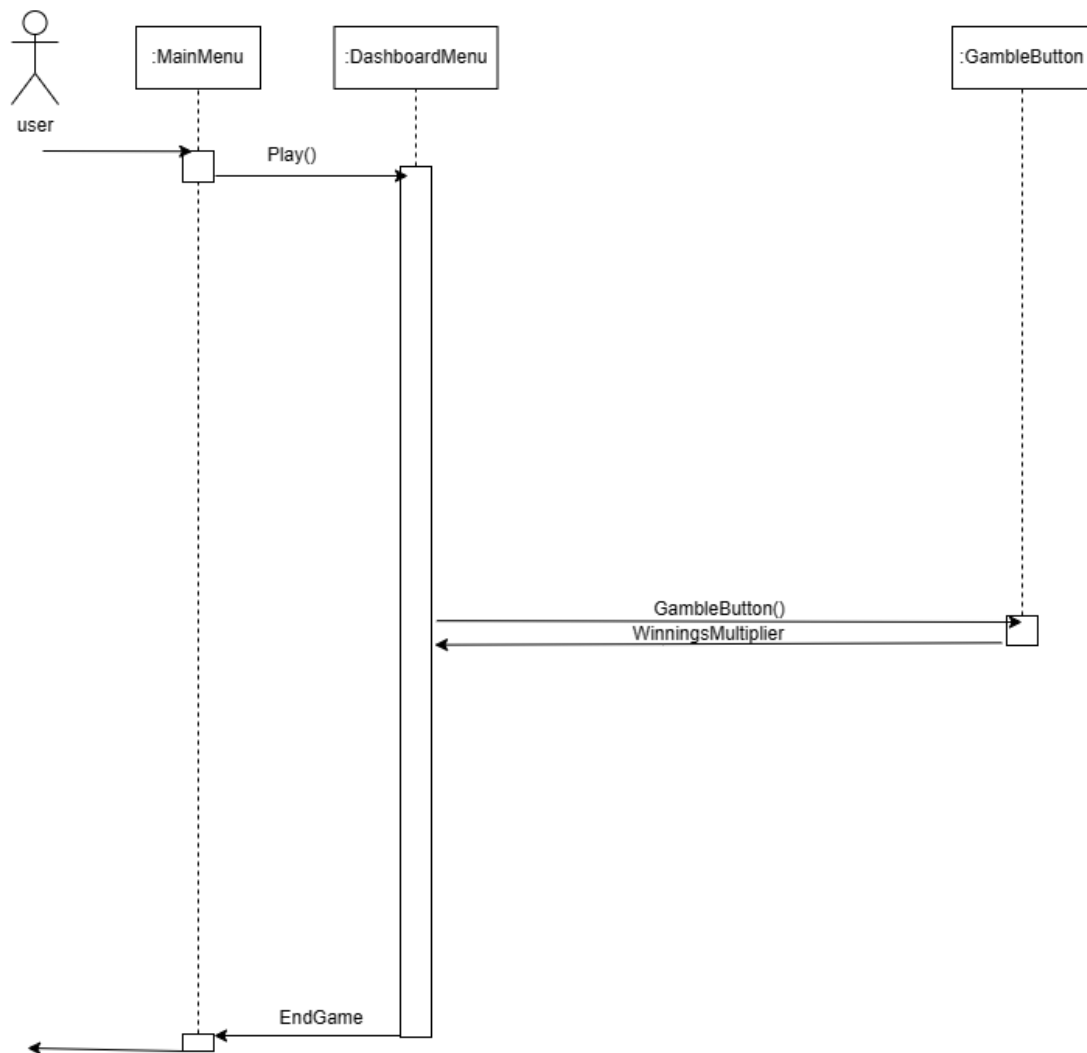 :MainMenu
:DashboardMenu
:GambleButton
user
Play()
GambleButton()
WinningsMultiplier
EndGame